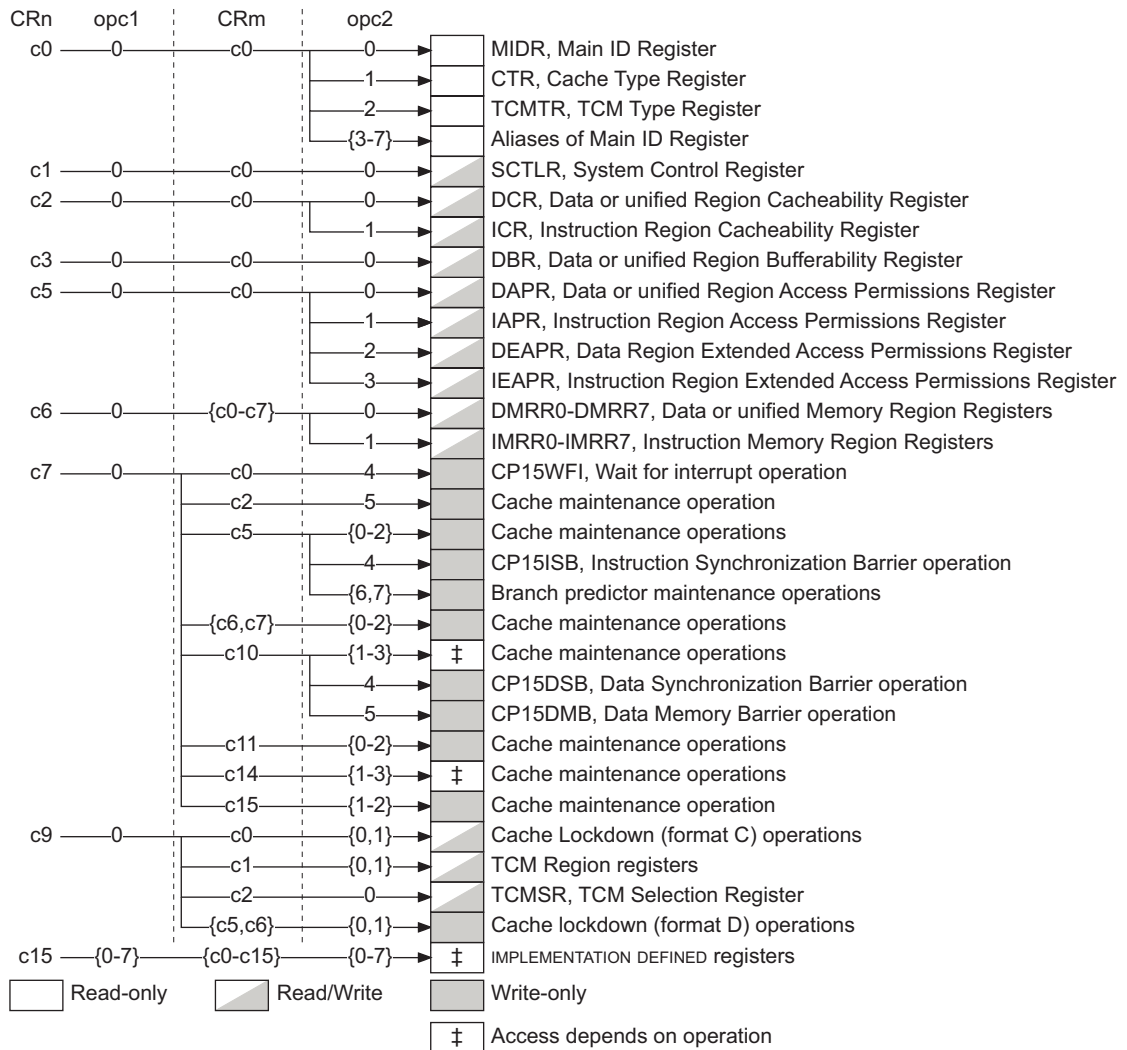 CRn opc1 CRm opc2
c0 0 c0 0 MIDR, Main ID Register
1 CTR, Cache Type Register
2 TCMTR, TCM Type Register
{3-7} Aliases of Main ID Register
c1 0 c0 0 SCTLR, System Control Register
c2 0 c0 0 DCR, Data or unified Region Cacheability Register
1 ICR, Instruction Region Cacheability Register
c3 0 c0 0 DBR, Data or unified Region Bufferability Register
c5 0 c0 0 DAPR, Data or unified Region Access Permissions Register
1 IAPR, Instruction Region Access Permissions Register
2 DEAPR, Data Region Extended Access Permissions Register
3 IEAPR, Instruction Region Extended Access Permissions Register
c6 0 {c0-c7} 0 DMRR0-DMRR7, Data or unified Memory Region Registers
1 IMRR0-IMRR7, Instruction Memory Region Registers
c7 0 c0 4 CP15WFI, Wait for interrupt operation
c2 5 Cache maintenance operation
c5 {0-2} Cache maintenance operations
4 CP15ISB, Instruction Synchronization Barrier operation
{6,7} Branch predictor maintenance operations
{c6,c7} {0-2} Cache maintenance operations
c10 {1-3} ‡ Cache maintenance operations
4 CP15DSB, Data Synchronization Barrier operation
5 CP15DMB, Data Memory Barrier operation
c11 {0-2} Cache maintenance operations
c14 {1-3} ‡ Cache maintenance operations
c15 {1-2} Cache maintenance operation
c9 0 c0 {0,1} Cache Lockdown (format C) operations
c1 {0,1} TCM Region registers
c2 0 TCMSR, TCM Selection Register
{c5,c6} {0,1} Cache lockdown (format D) operations
c15 {0-7} {c0-c15} {0-7} ‡ IMPLEMENTATION DEFINED registers
Read-only Read/Write Write-only
‡ Access depends on operation